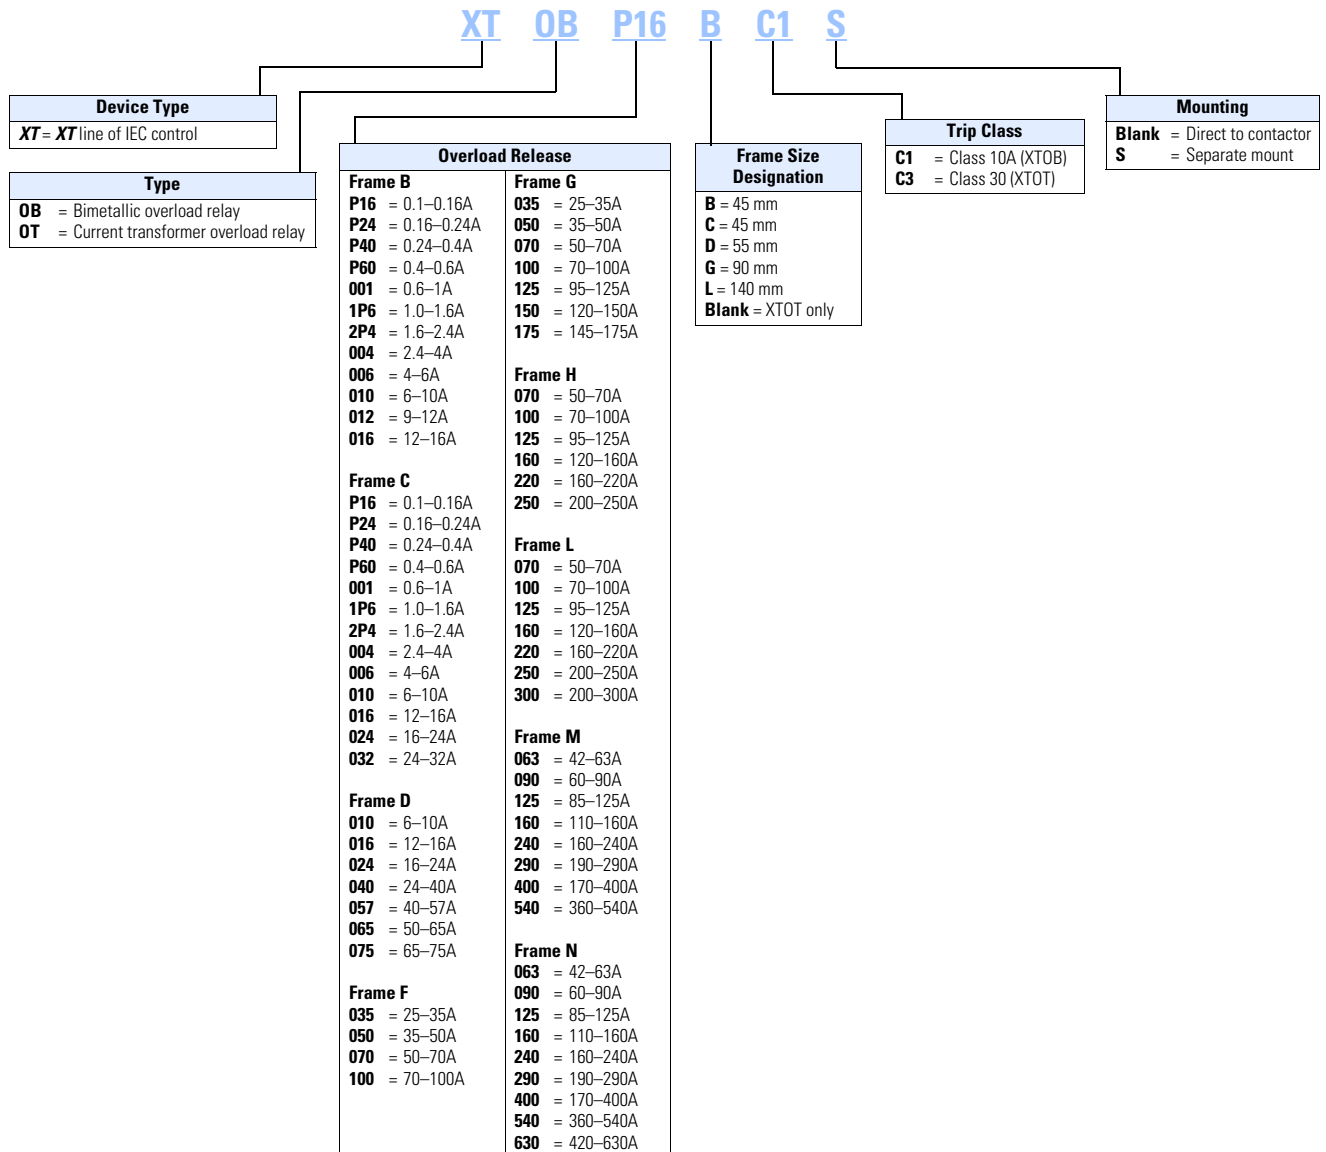 XT OB P16 B C1 S
Device Type
XT = XT line of IEC control
Type
OB = Bimetallic overload relay
OT = Current transformer overload relay
Overload Release
Frame B
P16 = 0.1–0.16A
P24 = 0.16–0.24A
P40 = 0.24–0.4A
P60 = 0.4–0.6A
001 = 0.6–1A
1P6 = 1.0–1.6A
2P4 = 1.6–2.4A
004 = 2.4–4A
006 = 4–6A
010 = 6–10A
012 = 9–12A
016 = 12–16A
Frame C
P16 = 0.1–0.16A
P24 = 0.16–0.24A
P40 = 0.24–0.4A
P60 = 0.4–0.6A
001 = 0.6–1A
1P6 = 1.0–1.6A
2P4 = 1.6–2.4A
004 = 2.4–4A
006 = 4–6A
010 = 6–10A
016 = 12–16A
024 = 16–24A
032 = 24–32A
Frame D
010 = 6–10A
016 = 12–16A
024 = 16–24A
040 = 24–40A
057 = 40–57A
065 = 50–65A
075 = 65–75A
Frame F
035 = 25–35A
050 = 35–50A
070 = 50–70A
100 = 70–100A
Frame G
035 = 25–35A
050 = 35–50A
070 = 50–70A
100 = 70–100A
125 = 95–125A
150 = 120–150A
175 = 145–175A
Frame H
070 = 50–70A
100 = 70–100A
125 = 95–125A
160 = 120–160A
220 = 160–220A
250 = 200–250A
Frame L
070 = 50–70A
100 = 70–100A
125 = 95–125A
160 = 120–160A
220 = 160–220A
250 = 200–250A
300 = 200–300A
Frame M
063 = 42–63A
090 = 60–90A
125 = 85–125A
160 = 110–160A
240 = 160–240A
290 = 190–290A
400 = 170–400A
540 = 360–540A
Frame N
063 = 42–63A
090 = 60–90A
125 = 85–125A
160 = 110–160A
240 = 160–240A
290 = 190–290A
400 = 170–400A
540 = 360–540A
630 = 420–630A
Frame Size
Designation
B = 45 mm
C = 45 mm
D = 55 mm
G = 90 mm
L = 140 mm
Blank = XTOT only
Trip Class
C1 = Class 10A (XTOB)
C3 = Class 30 (XTOT)
Mounting
Blank = Direct to contactor
S = Separate mount